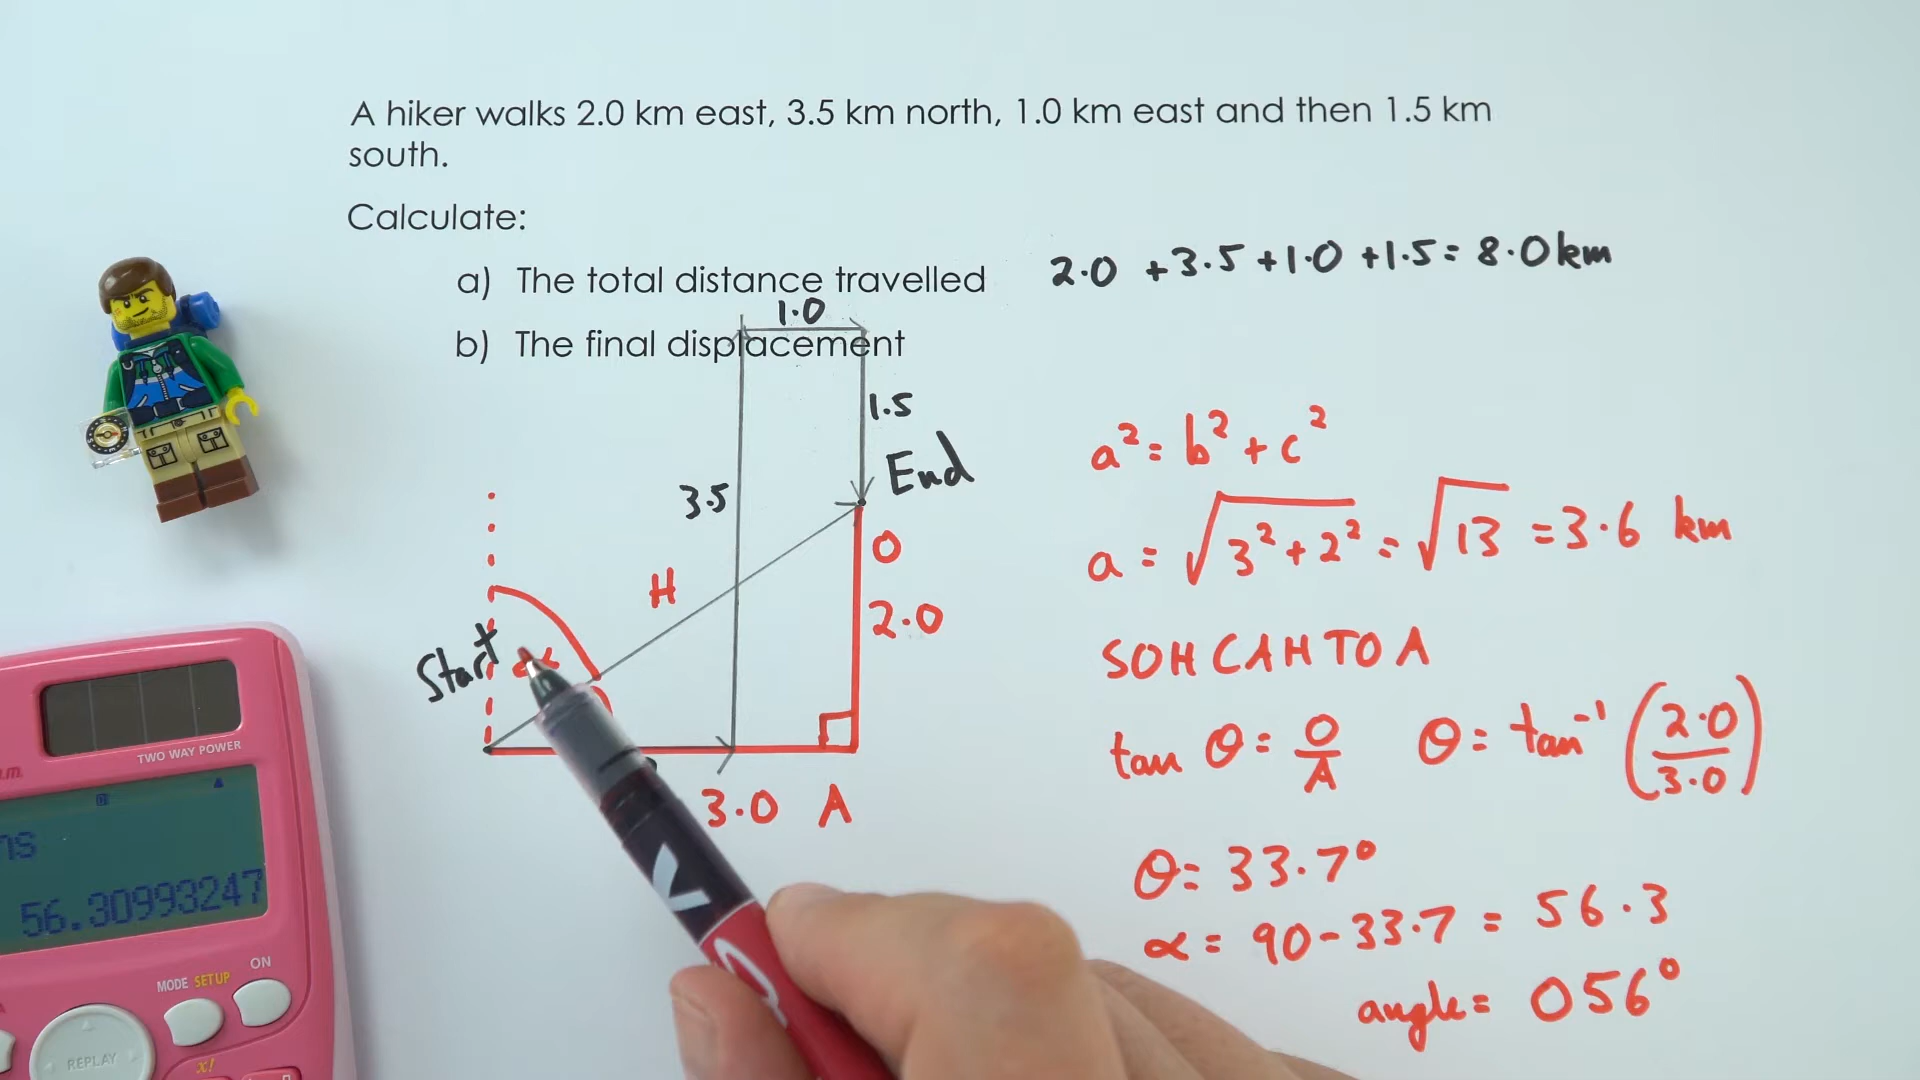 A hiker walks 2.0 km east, 3.5 km north, 1.0 km east and then 1.5 km
south.
Calculate:
a) The total distance travelled
2.0 +3.5 +1.0 +1.5 = 8.0 km
1.0
b) The final displacement
1.5
End
3.5
O
H
2.0
Start
α
3.0 A
a² = b² + c²
a = √3² + 2² = √13 = 3.6 km
SOH CAH TOA
tan θ = O/A θ = tan⁻¹ (2.0/3.0)
θ = 33.7°
α = 90 - 33.7 = 56.3
angle = 056°
TWO WAY POWER
56.30993247
MODE SETUP ON
REPLAY
x!